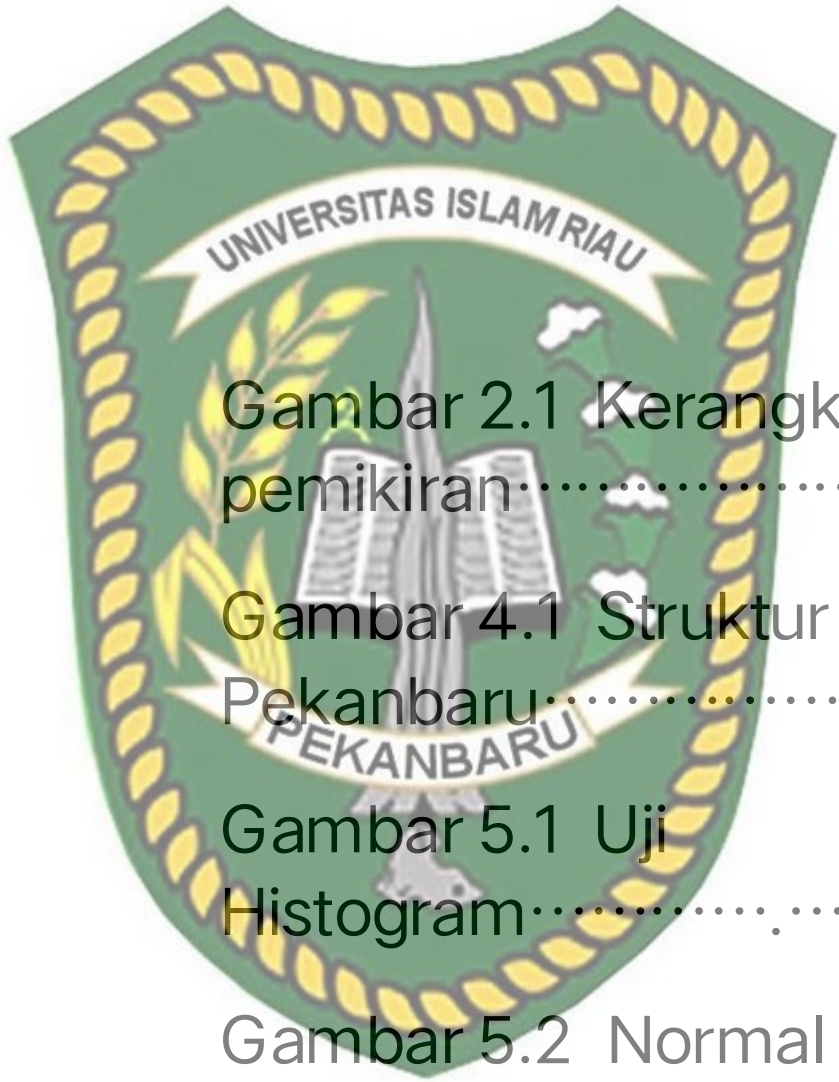 UNIVERSITAS ISLAM RIAU
Gambar 2.1 Kerangk
pemikiran..................
Gambar 4.1 Struktur
Pekanbaru..................
PEKANBARU
Gambar 5.1 Uji
Histogram..................
Gambar 5.2 Normal